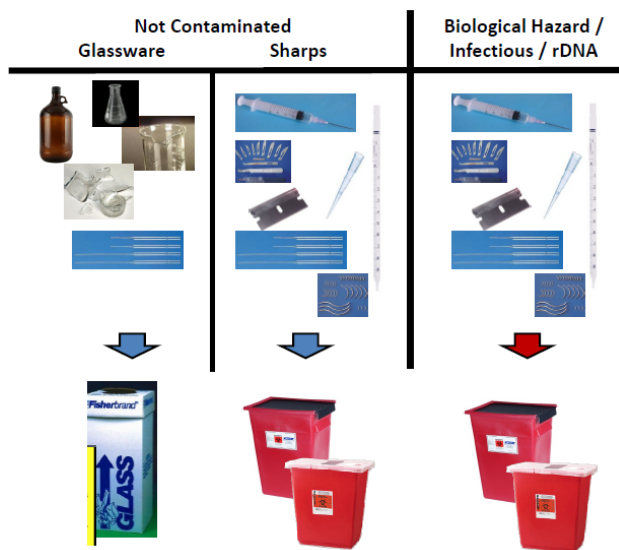 Not Contaminated
Glassware
Sharps
Biological Hazard /
Infectious / rDNA
Fisherbrand
GLASS